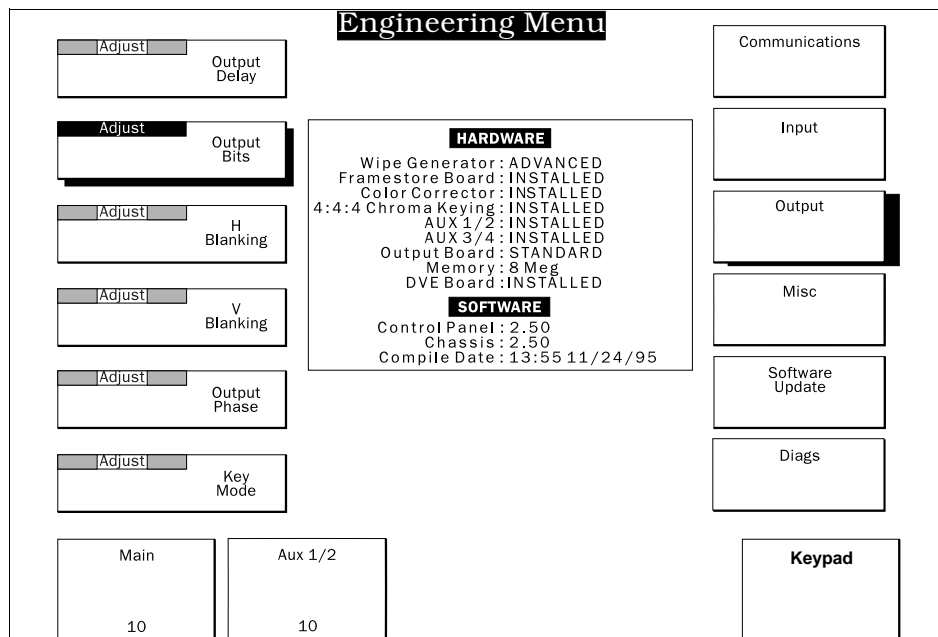 Engineering Menu
Adjust
Output
Delay
Adjust
Output
Bits
Adjust
H
Blanking
Adjust
V
Blanking
Adjust
Output
Phase
Adjust
Key
Mode
HARDWARE
Wipe Generator: ADVANCED
Framestore Board: INSTALLED
Color Corrector: INSTALLED
4:4:4 Chroma Keying: INSTALLED
AUX 1/2: INSTALLED
AUX 3/4: INSTALLED
Output Board: STANDARD
Memory: 8 Meg
DVE Board: INSTALLED
SOFTWARE
Control Panel: 2.50
Chassis: 2.50
Compile Date: 13:55 11/24/95
Communications
Input
Output
Misc
Software
Update
Diags
Main
10
Aux 1/2
10
Keypad